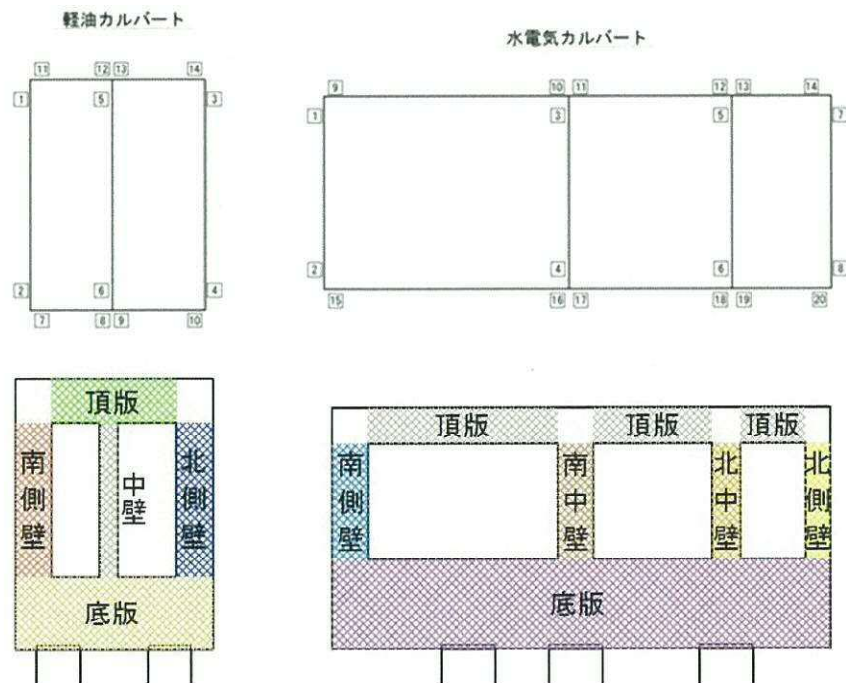 軽油カルバート
水電気カルバート
11 12 13 14
1 5 3
2 6 4
7 8 9 10
9 10 11 12 13 14
1 3 5 7
2 4 6 8
15 16 17 18 19 20
頂版
南側壁
中壁
北側壁
底版
頂版 頂版 頂版
南側壁
南中壁
北中壁
北側壁
底版